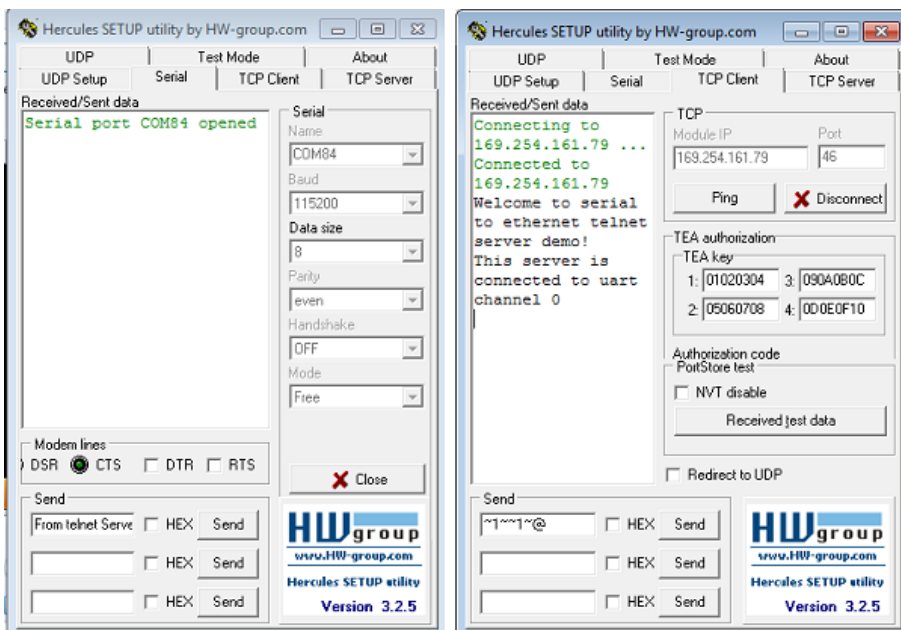 Hercules SETUP utility by HW-group.com
UDP Test Mode About
UDP Setup Serial TCP Client TCP Server
Received/Sent data
Serial port COM84 opened
Serial
Name
COM84
Baud
115200
Data size
8
Parity
even
Handshake
OFF
Mode
Free
Modem lines
DSR CTS DTR RTS
Close
Send
From telnet Serve HEX Send
HEX Send
HEX Send
HWgroup
www.HW-group.com
Hercules SETUP utility
Version 3.2.5
Hercules SETUP utility by HW-group.com
UDP Test Mode About
UDP Setup Serial TCP Client TCP Server
Received/Sent data
Connecting to
169.254.161.79 ...
Connected to
169.254.161.79
Welcome to serial
to ethernet telnet
server demo!
This server is
connected to uart
channel 0
TCP
Module IP Port
169.254.161.79 46
Ping Disconnect
TEA authorization
TEA key
1: 01020304 3: 090A0B0C
2: 05060708 4: 0D0E0F10
Authorization code
PortStore test
NVT disable
Received test data
Redirect to UDP
Send
~1~~1~@ HEX Send
HEX Send
HEX Send
HWgroup
www.HW-group.com
Hercules SETUP utility
Version 3.2.5